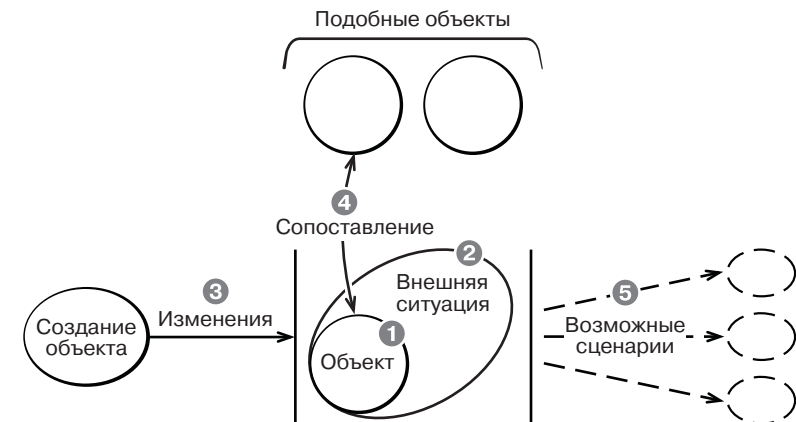 Подобные объекты
4
Сопоставление
2
Внешняя
ситуация
3
Изменения
Создание
объекта
1
Объект
5
Возможные
сценарии